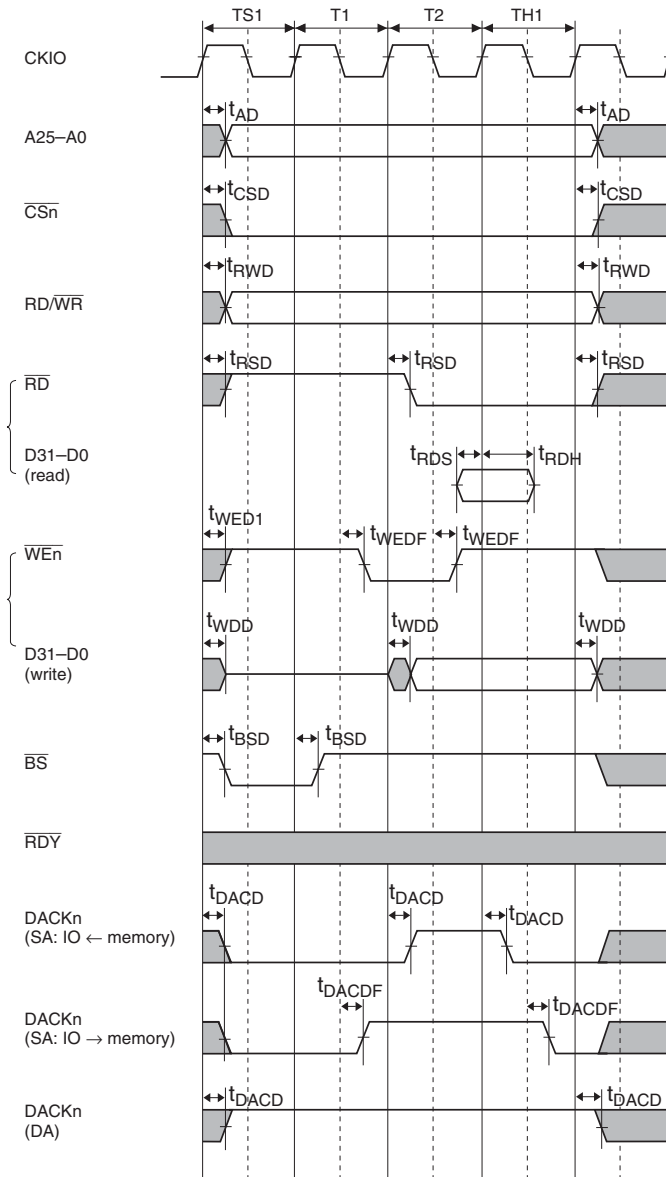 TS1 T1 T2 TH1
CKIO
tAD tAD
A25–A0
tCSD tCSD
CSn
tRWD tRWD
RD/WR
tRSD tRSD tRSD
RD
D31–D0
(read)
tRDS tRDH
tWED1
tWEDF tWEDF
WEn
tWDD tWDD tWDD
D31–D0
(write)
tBSD tBSD
BS
RDY
tDACD tDACD tDACD
DACKn
(SA: IO ← memory)
tDACDF tDACDF
DACKn
(SA: IO → memory)
tDACD tDACD
DACKn
(DA)